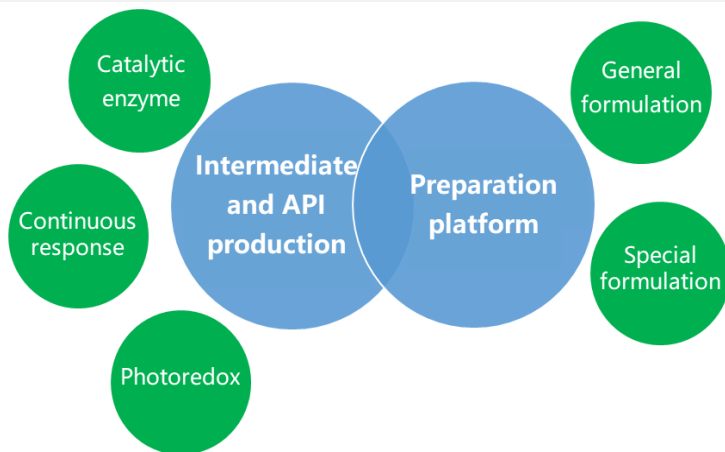 Catalytic
enzyme
Continuous
response
Photoredox
Intermediate
and API
production
Preparation
platform
General
formulation
Special
formulation